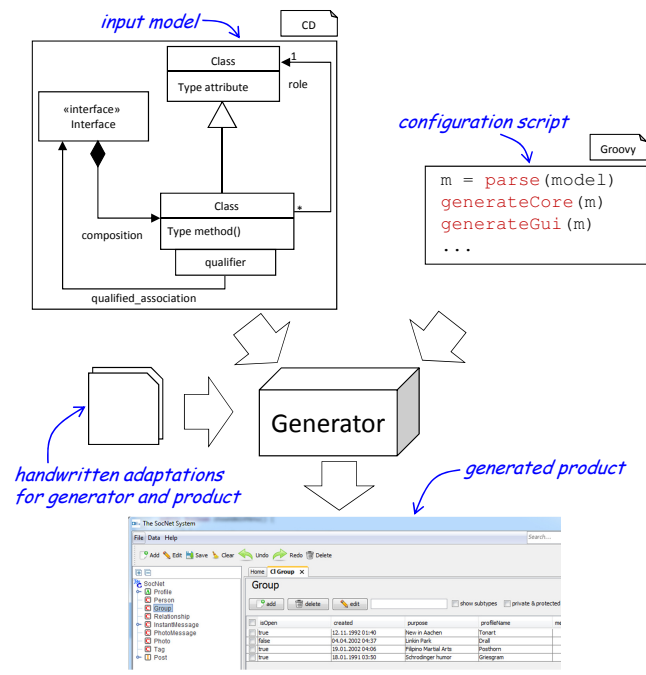 input model
CD
Class
Type attribute
1
role
«interface»
Interface
configuration script
Groovy
m = parse(model)
generateCore(m)
generateGui(m)
...
Class
*
Type method()
composition
qualifier
qualified_association
Generator
handwritten adaptations
for generator and product
generated product
The SocNet System
File Data Help
Search...
Add Edit Save Clear Undo Redo Delete
Home Cl Group x
SocNet
Profile
Person
Group
Relationship
InstantMessage
PhotoMessage
Photo
Tag
Post
Group
add delete edit show subtypes private & protected
isOpen created purpose profileName me
true 12.11.1992 01:40 New in Aachen Tonart
false 04.04.2002 04:37 Linkin Park Drall
true 19.01.2002 04:06 Filipino Martial Arts Posthorn
true 18.01.1991 03:50 Schrodinger humor Griesgram